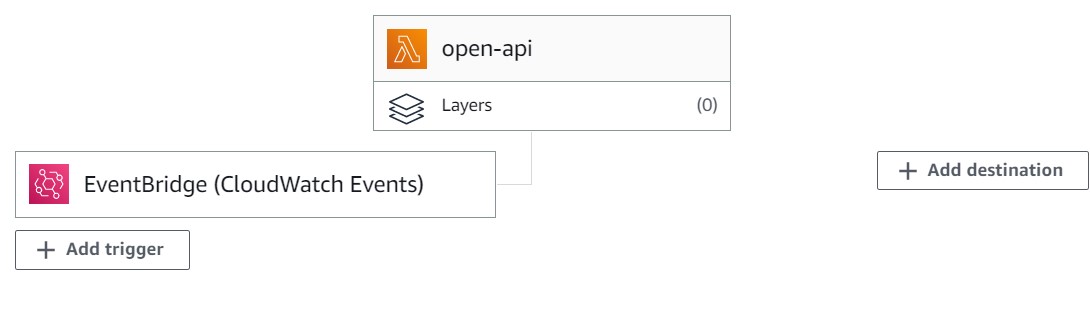 open-api
Layers (0)
EventBridge (CloudWatch Events)
Add destination
Add trigger